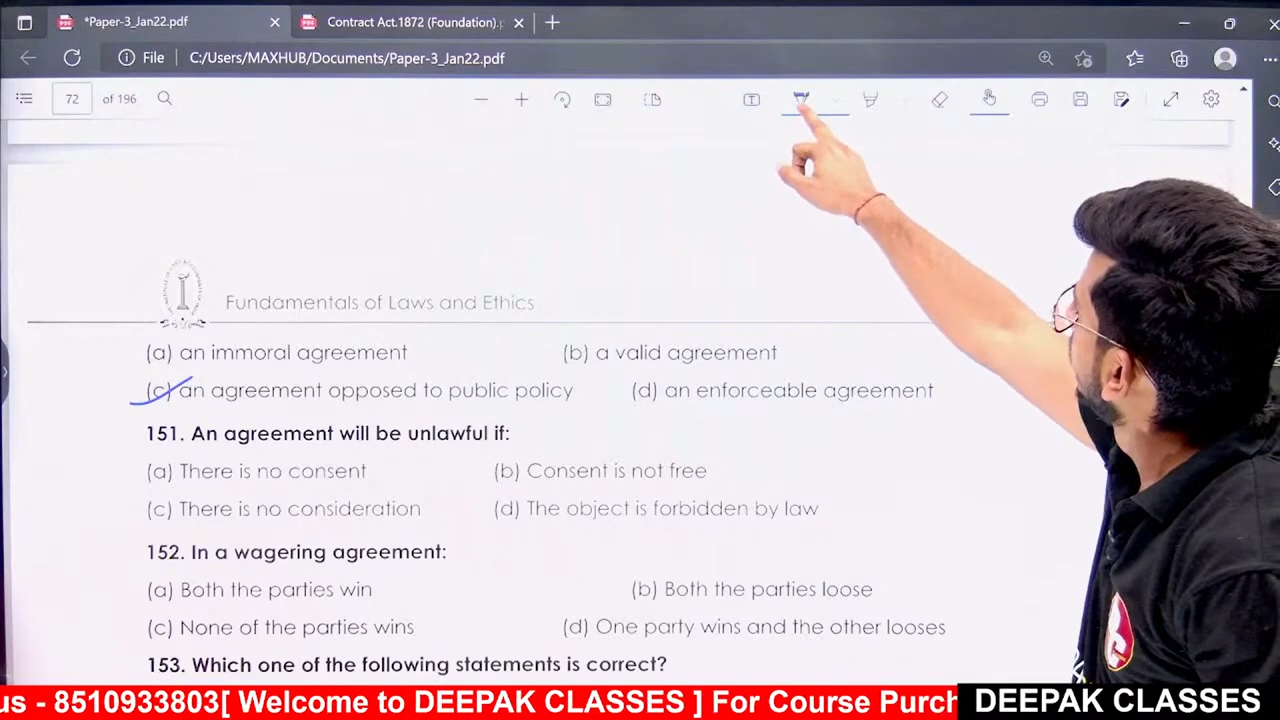 *Paper-3_Jan22.pdf
Contract Act.1872 (Foundation).p
File C:/Users/MAXHUB/Documents/Paper-3_Jan22.pdf
72 of 196
Fundamentals of Laws and Ethics
(a) an immoral agreement (b) a valid agreement
(c) an agreement opposed to public policy (d) an enforceable agreement
151. An agreement will be unlawful if:
(a) There is no consent (b) Consent is not free
(c) There is no consideration (d) The object is forbidden by law
152. In a wagering agreement:
(a) Both the parties win (b) Both the parties loose
(c) None of the parties wins (d) One party wins and the other looses
153. Which one of the following statements is correct?
us - 8510933803[ Welcome to DEEPAK CLASSES ] For Course Purch DEEPAK CLASSES